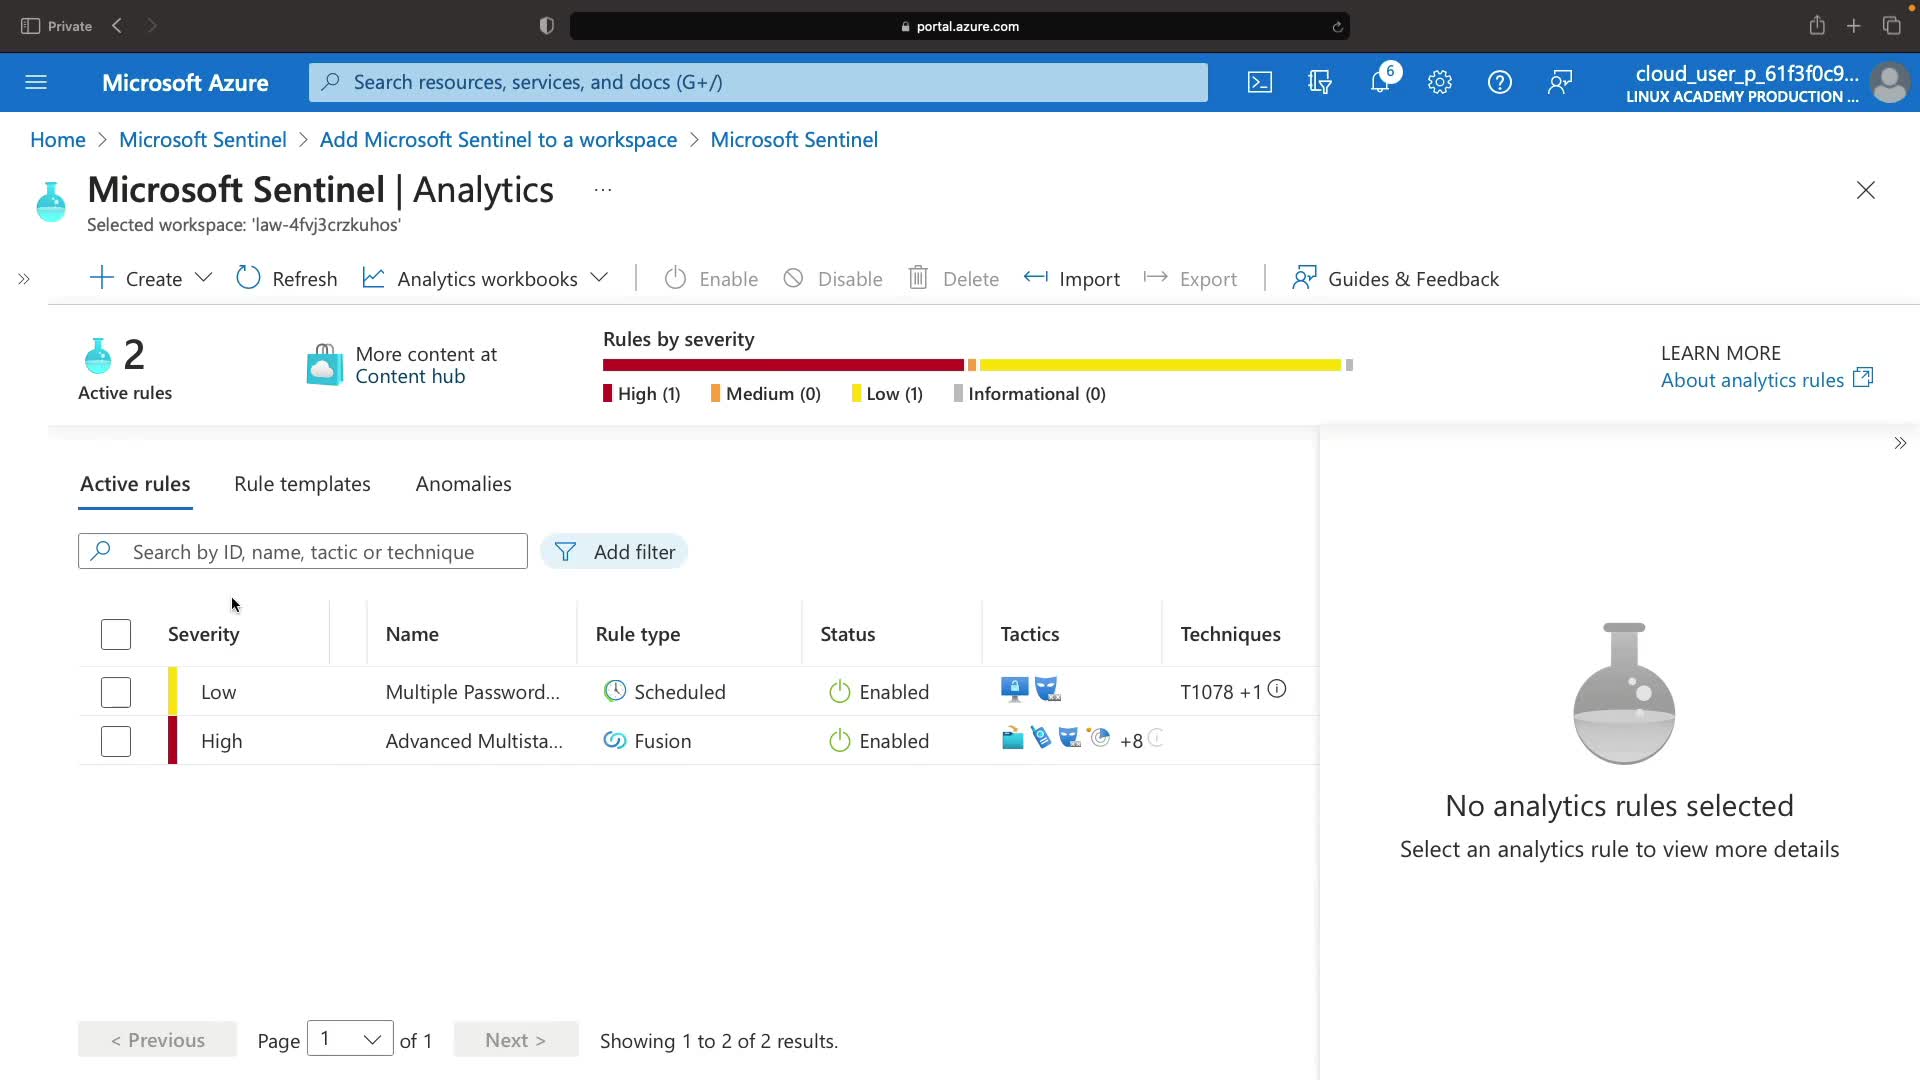 Private
portal.azure.com
Microsoft Azure
Search resources, services, and docs (G+/)
6
cloud_user_p_61f3f0c9...
LINUX ACADEMY PRODUCTION ...
Home > Microsoft Sentinel > Add Microsoft Sentinel to a workspace > Microsoft Sentinel
Microsoft Sentinel | Analytics ...
Selected workspace: 'law-4fvj3crzkuhos'
Create Refresh Analytics workbooks Enable Disable Delete Import Export Guides & Feedback
2
Active rules
More content at
Content hub
Rules by severity
High (1) Medium (0) Low (1) Informational (0)
LEARN MORE
About analytics rules
Active rules Rule templates Anomalies
Search by ID, name, tactic or technique
Add filter
Severity Name Rule type Status Tactics Techniques
Low Multiple Password... Scheduled Enabled T1078 +1
High Advanced Multista... Fusion Enabled +8
No analytics rules selected
Select an analytics rule to view more details
< Previous Page 1 of 1 Next > Showing 1 to 2 of 2 results.